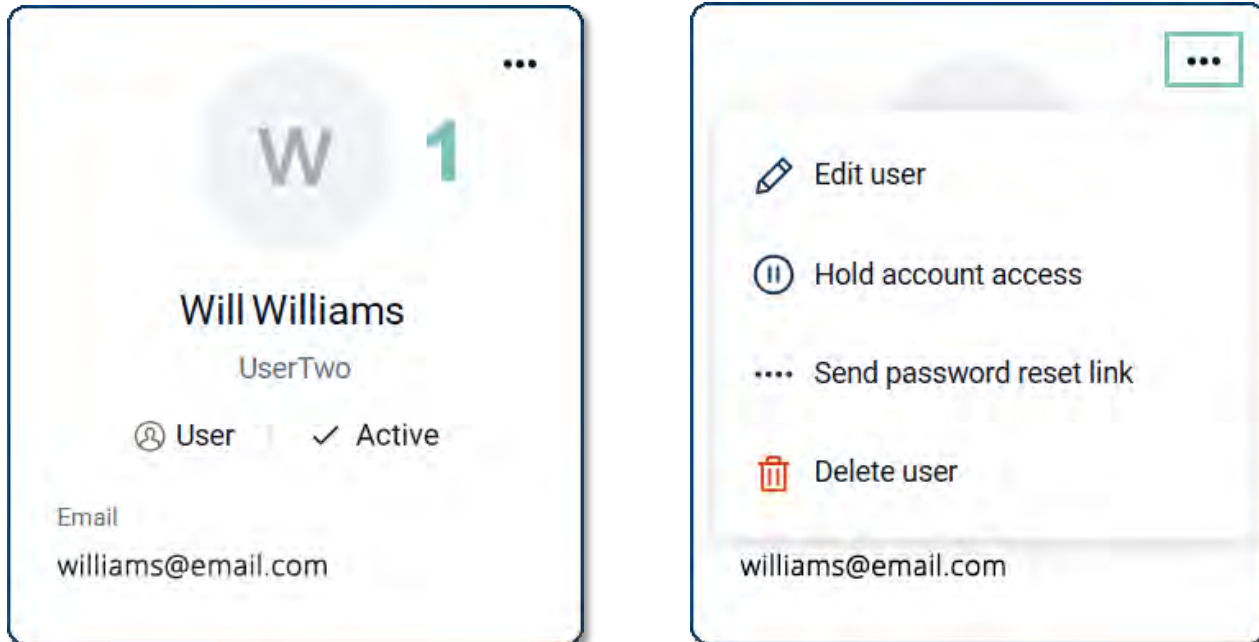 W
1
Will Williams
UserTwo
User
Active
Email
williams@email.com
Edit user
Hold account access
Send password reset link
Delete user
williams@email.com